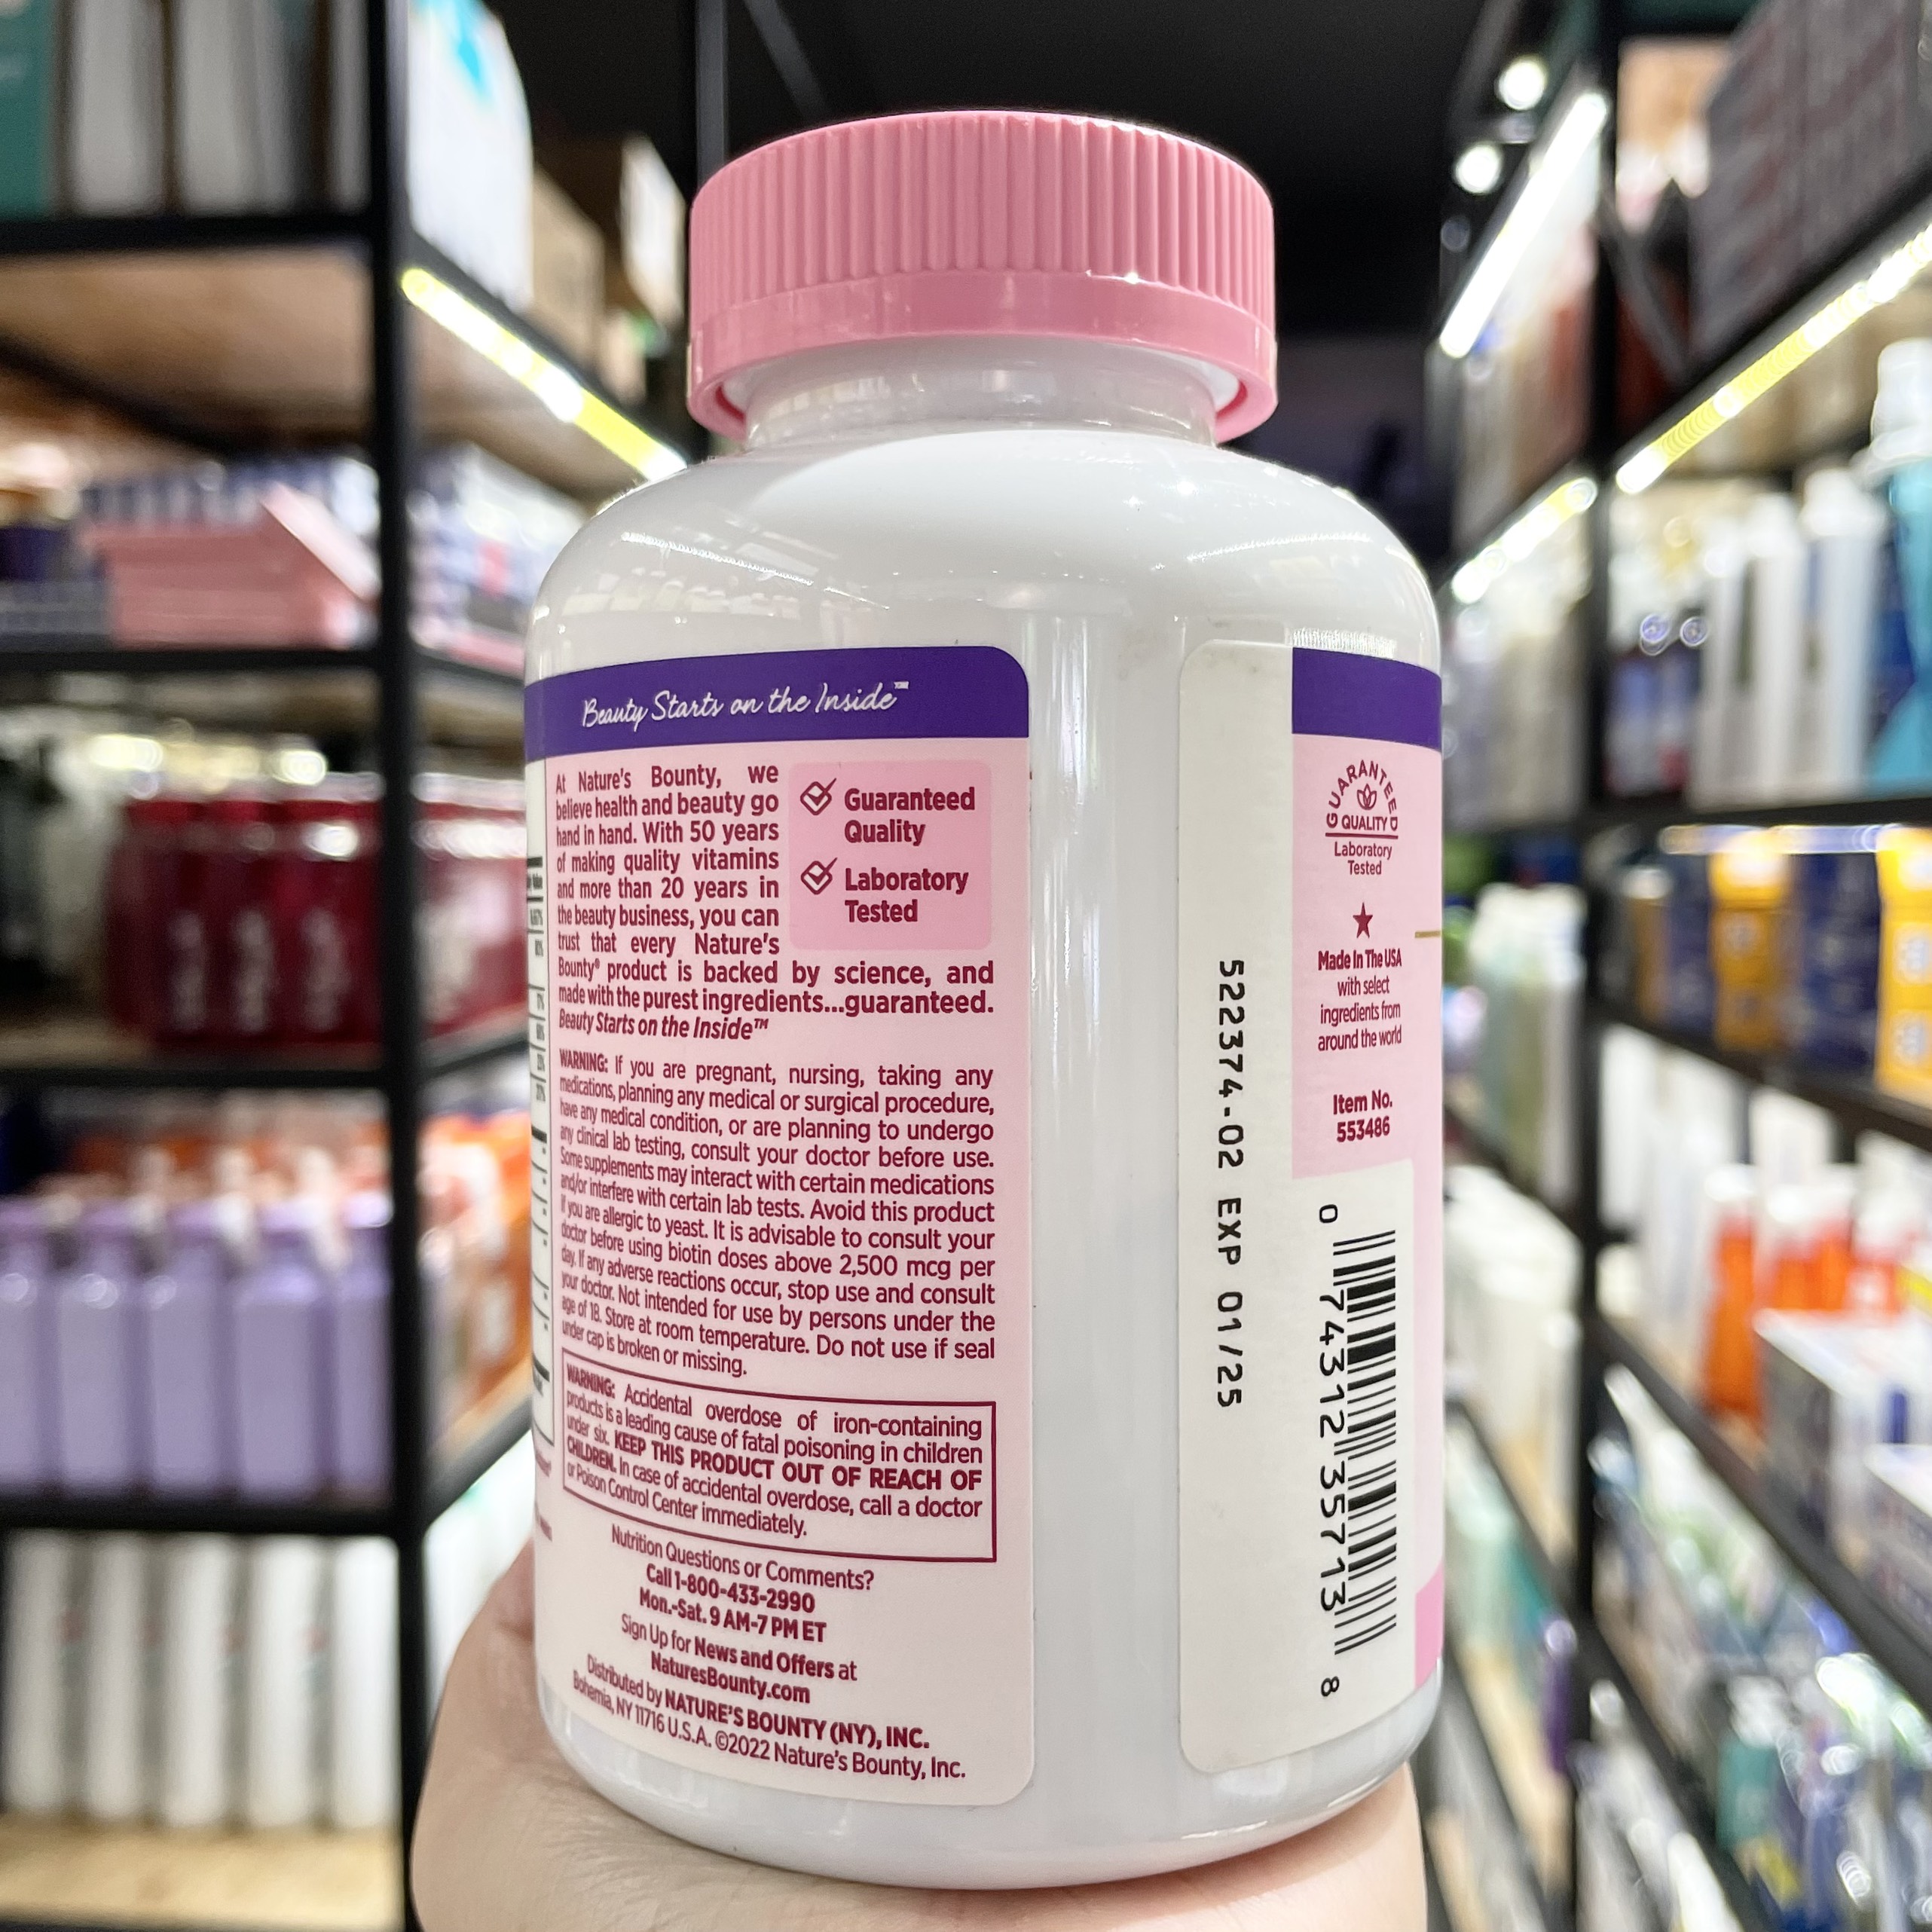 Beauty Starts on the Inside™
At Nature's Bounty, we
believe health and beauty go
hand in hand. With 50 years
of making quality vitamins
and more than 20 years in
the beauty business, you can
trust that every Nature's
Bounty® product is backed by science, and
made with the purest ingredients...guaranteed.
Beauty Starts on the Inside™
Guaranteed
Quality
Laboratory
Tested
WARNING: If you are pregnant, nursing, taking any
medications, planning any medical or surgical procedure,
have any medical condition, or are planning to undergo
any clinical lab testing, consult your doctor before use.
Some supplements may interact with certain medications
and/or interfere with certain lab tests. Avoid this product
if you are allergic to yeast. It is advisable to consult your
doctor before using biotin doses above 2,500 mcg per
day. If any adverse reactions occur, stop use and consult
your doctor. Not intended for use by persons under the
age of 18. Store at room temperature. Do not use if seal
under cap is broken or missing.
WARNING: Accidental overdose of iron-containing
products is a leading cause of fatal poisoning in children
under six. KEEP THIS PRODUCT OUT OF REACH OF
CHILDREN. In case of accidental overdose, call a doctor
or Poison Control Center immediately.
Nutrition Questions or Comments?
Call 1-800-433-2990
Mon.-Sat. 9 AM-7 PM ET
Sign Up for News and Offers at
NaturesBounty.com
Distributed by NATURE'S BOUNTY (NY), INC.
Bohemia, NY 11716 U.S.A. ©2022 Nature's Bounty, Inc.
522374-02 EXP 01/25
GUARANTEED
QUALITY
Laboratory
Tested
Made In The USA
with select
ingredients from
around the world
Item No.
553486
0 74312 35713 8